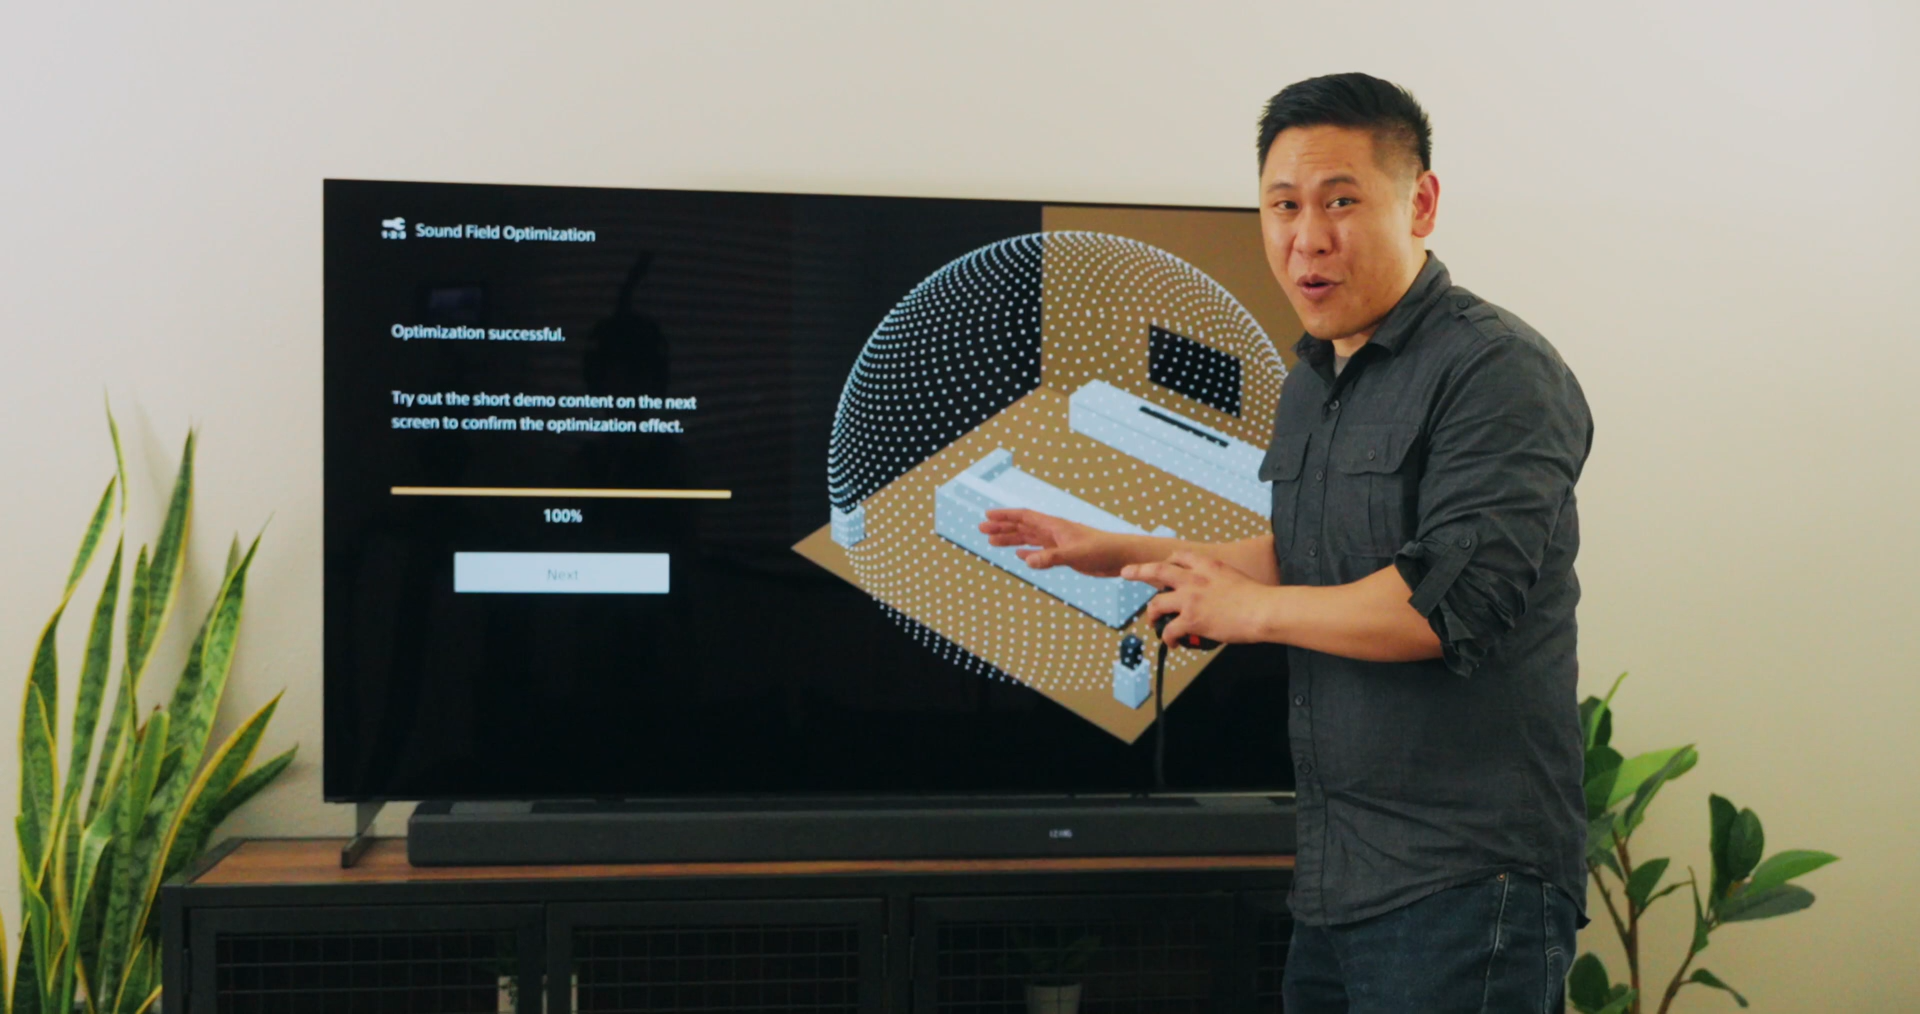 Sound Field Optimization
Optimization successful.
Try out the short demo content on the next
screen to confirm the optimization effect.
100%
Next